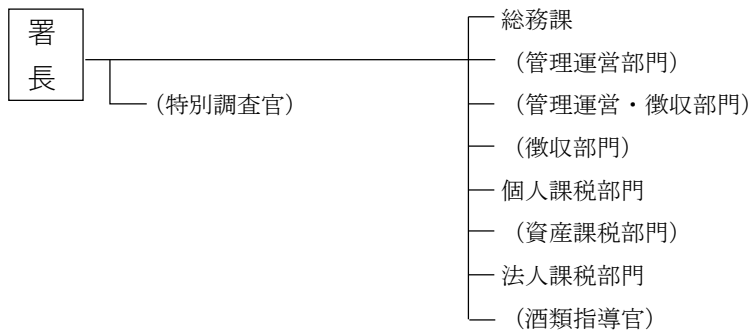 署長
総務課
（管理運営部門）
（特別調査官）
（管理運営・徴収部門）
（徴収部門）
個人課税部門
（資産課税部門）
法人課税部門
（酒類指導官）